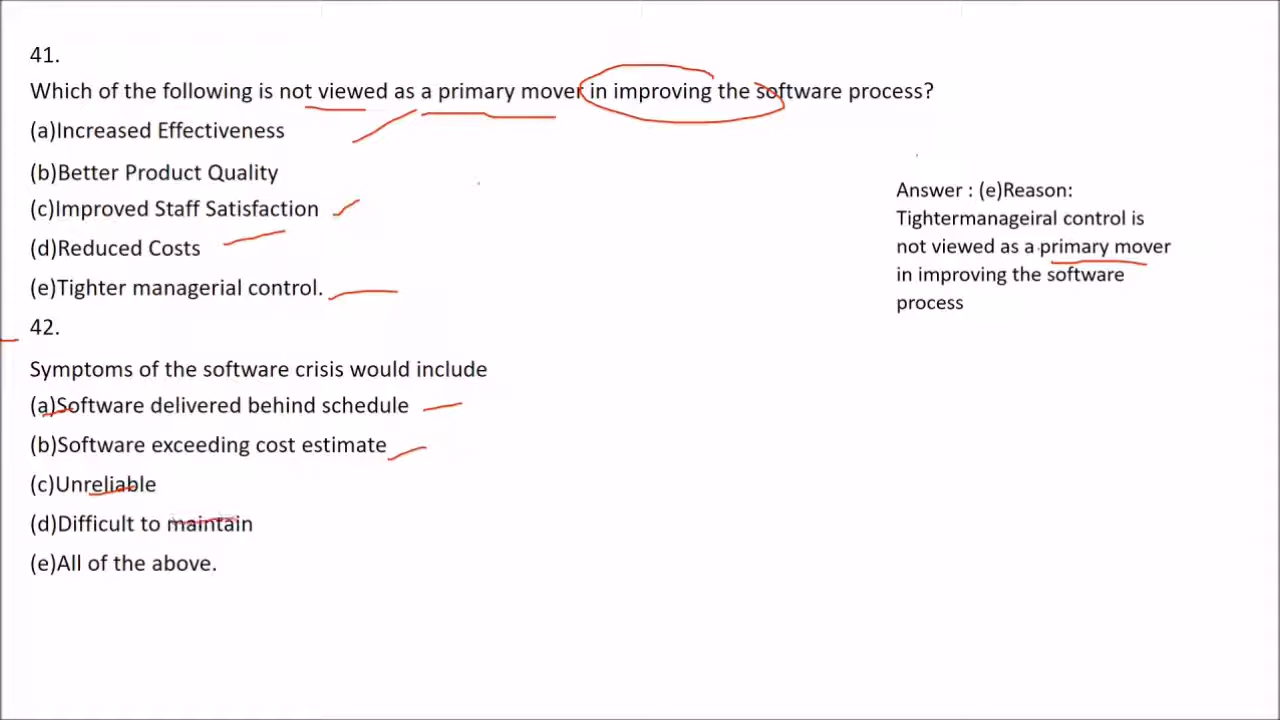 41.
Which of the following is not viewed as a primary mover in improving the software process?
(a)Increased Effectiveness
(b)Better Product Quality
(c)Improved Staff Satisfaction
(d)Reduced Costs
(e)Tighter managerial control.
Answer : (e)Reason:
Tightermanageiral control is
not viewed as a primary mover
in improving the software
process
42.
Symptoms of the software crisis would include
(a)Software delivered behind schedule
(b)Software exceeding cost estimate
(c)Unreliable
(d)Difficult to maintain
(e)All of the above.